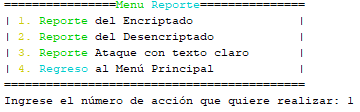 ================Menu Reporte===============
| 1. Reporte del Encriptado               |
| 2. Reporte del Desencriptado            |
| 3. Reporte Ataque con texto claro       |
| 4. Regreso al Menú Principal            |
===========================================
Ingrese el número de acción que quiere realizar: 1